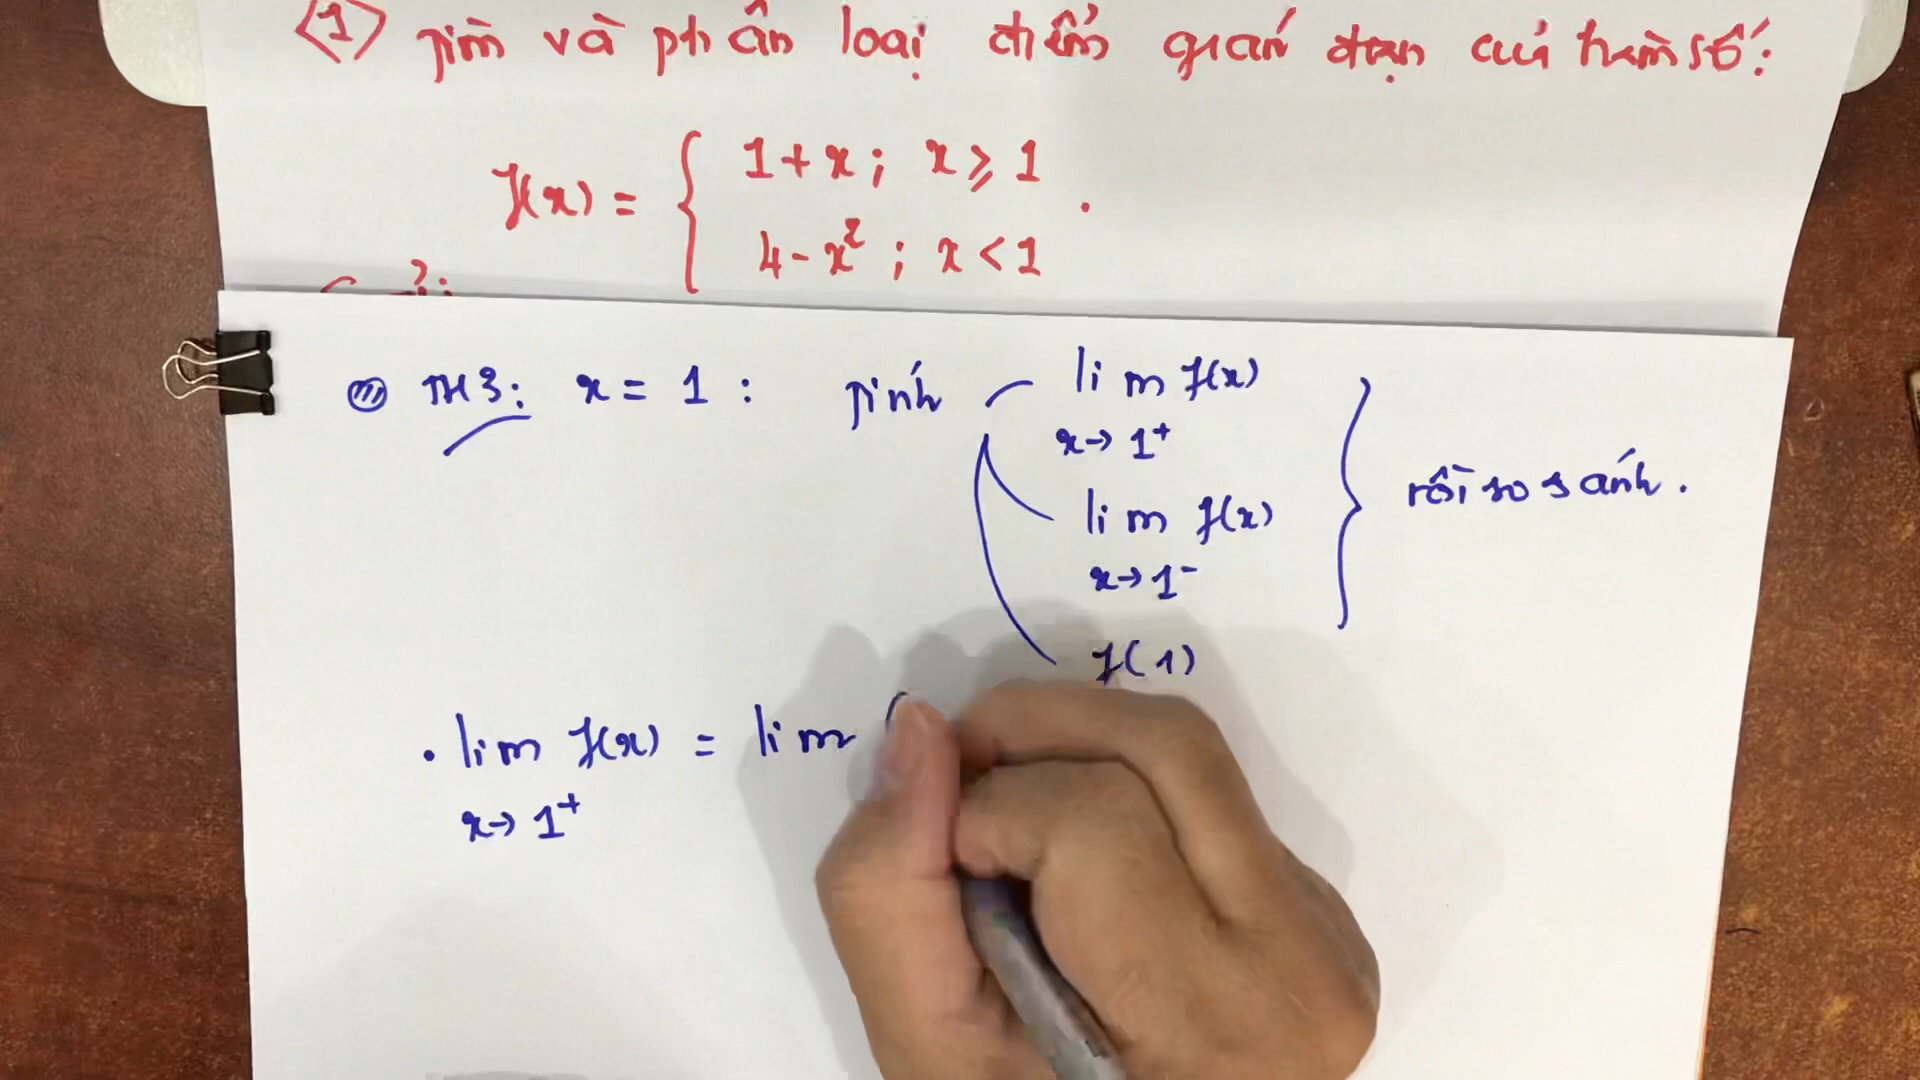 <1> Tìm và phân loại điểm gián đoạn của hàm số:
f(x) = { 1 + x ; x ⩾ 1
4 - x² ; x < 1 .
Giải:
TH3: x = 1 : Tính lim f(x)
x → 1⁺
lim f(x)
x → 1⁻
f(1)
} rồi so sánh.
. lim f(x) = lim (
x → 1⁺